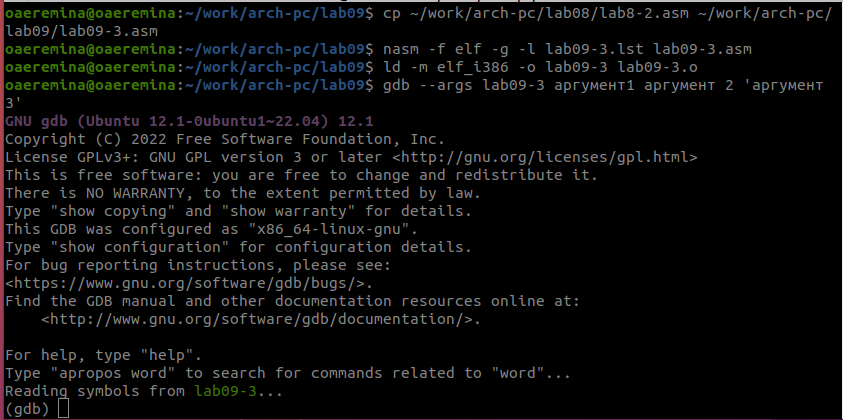 oaeremina@oaeremina:~/work/arch-pc/lab09$ cp ~/work/arch-pc/lab08/lab8-2.asm ~/work/arch-pc/
lab09/lab09-3.asm
oaeremina@oaeremina:~/work/arch-pc/lab09$ nasm -f elf -g -l lab09-3.lst lab09-3.asm
oaeremina@oaeremina:~/work/arch-pc/lab09$ ld -m elf_i386 -o lab09-3 lab09-3.o
oaeremina@oaeremina:~/work/arch-pc/lab09$ gdb --args lab09-3 аргумент1 аргумент 2 'аргумент
3'
GNU gdb (Ubuntu 12.1-0ubuntu1~22.04) 12.1
Copyright (C) 2022 Free Software Foundation, Inc.
License GPLv3+: GNU GPL version 3 or later <http://gnu.org/licenses/gpl.html>
This is free software: you are free to change and redistribute it.
There is NO WARRANTY, to the extent permitted by law.
Type "show copying" and "show warranty" for details.
This GDB was configured as "x86_64-linux-gnu".
Type "show configuration" for configuration details.
For bug reporting instructions, please see:
<https://www.gnu.org/software/gdb/bugs/>.
Find the GDB manual and other documentation resources online at:
    <http://www.gnu.org/software/gdb/documentation/>.

For help, type "help".
Type "apropos word" to search for commands related to "word"...
Reading symbols from lab09-3...
(gdb)